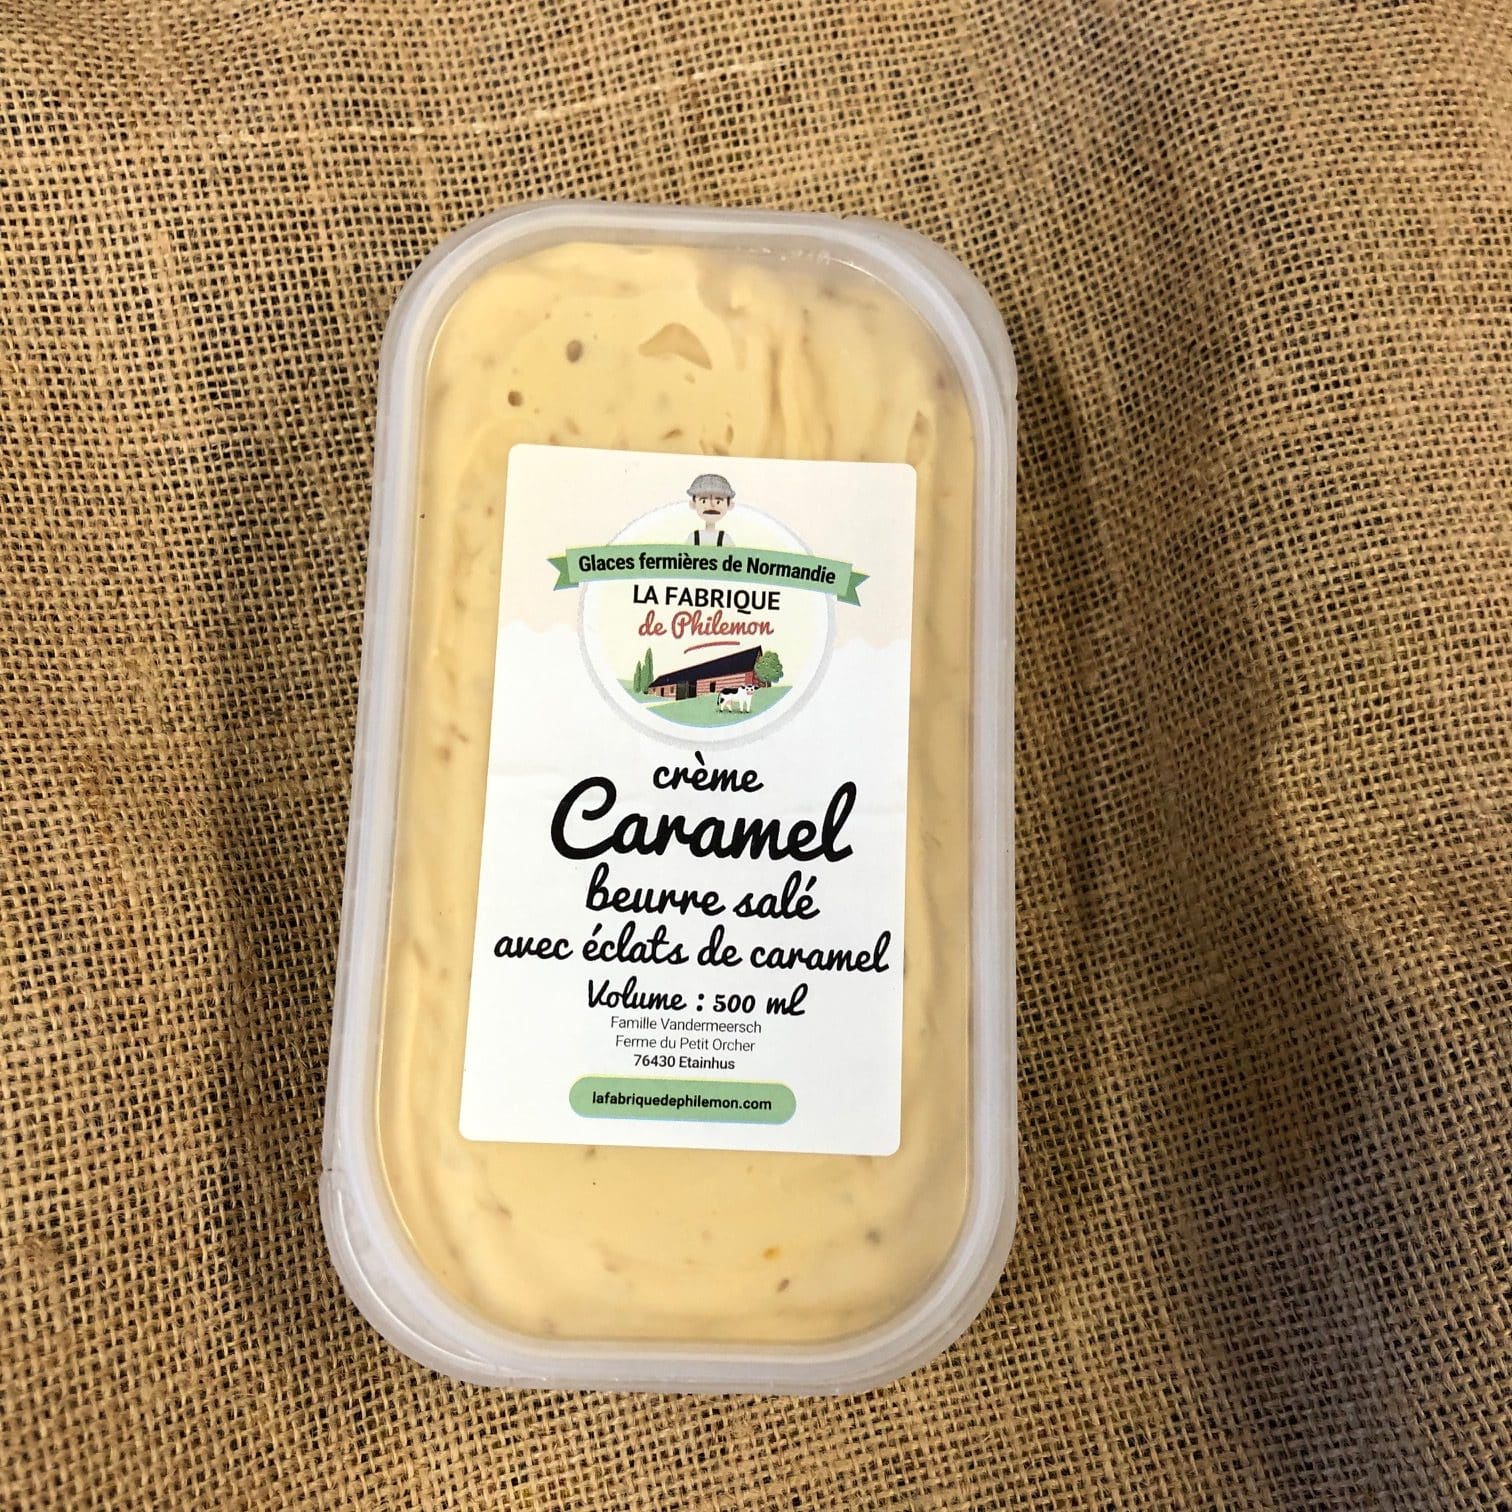 Glaces fermières de Normandie
LA FABRIQUE
de Philemon
crème
Caramel
beurre salé
avec éclats de caramel
Volume : 500 ml
Famille Vandermeersch
Ferme du Petit Orcher
76430 Etainhus
lafabriquedephilemon.com